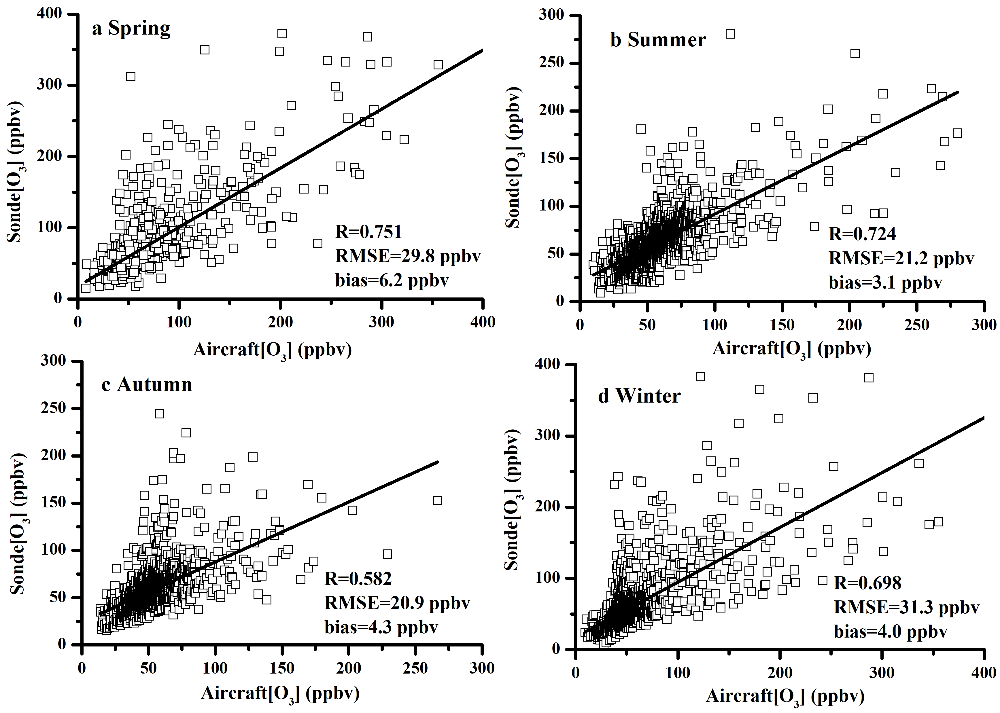 a Spring
400
300
200
100
0
Sonde[O3] (ppbv)
R=0.751
RMSE=29.8 ppbv
bias=6.2 ppbv
0 100 200 300 400
Aircraft[O3] (ppbv)
b Summer
300
250
200
150
100
50
0
Sonde[O3] (ppbv)
R=0.724
RMSE=21.2 ppbv
bias=3.1 ppbv
0 50 100 150 200 250 300
Aircraft[O3] (ppbv)
c Autumn
300
250
200
150
100
50
0
Sonde[O3] (ppbv)
R=0.582
RMSE=20.9 ppbv
bias=4.3 ppbv
0 50 100 150 200 250 300
Aircraft[O3] (ppbv)
d Winter
400
300
200
100
0
Sonde[O3] (ppbv)
R=0.698
RMSE=31.3 ppbv
bias=4.0 ppbv
0 100 200 300 400
Aircraft[O3] (ppbv)